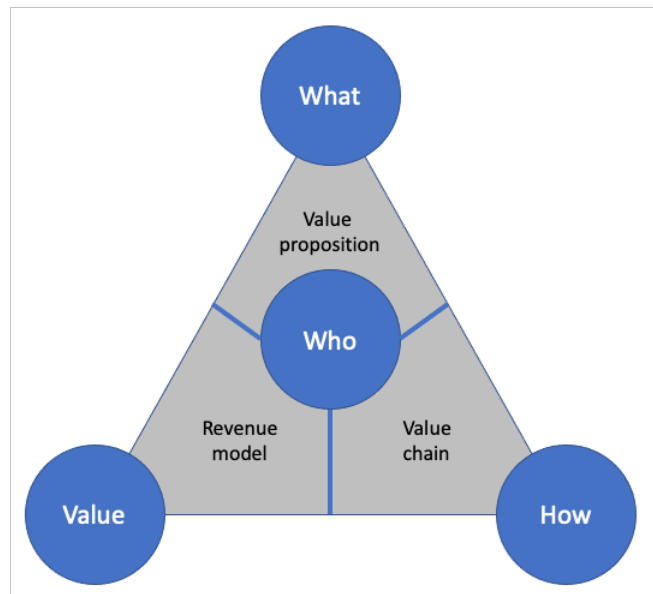 What
Value
proposition
Who
Revenue
model
Value
chain
Value
How